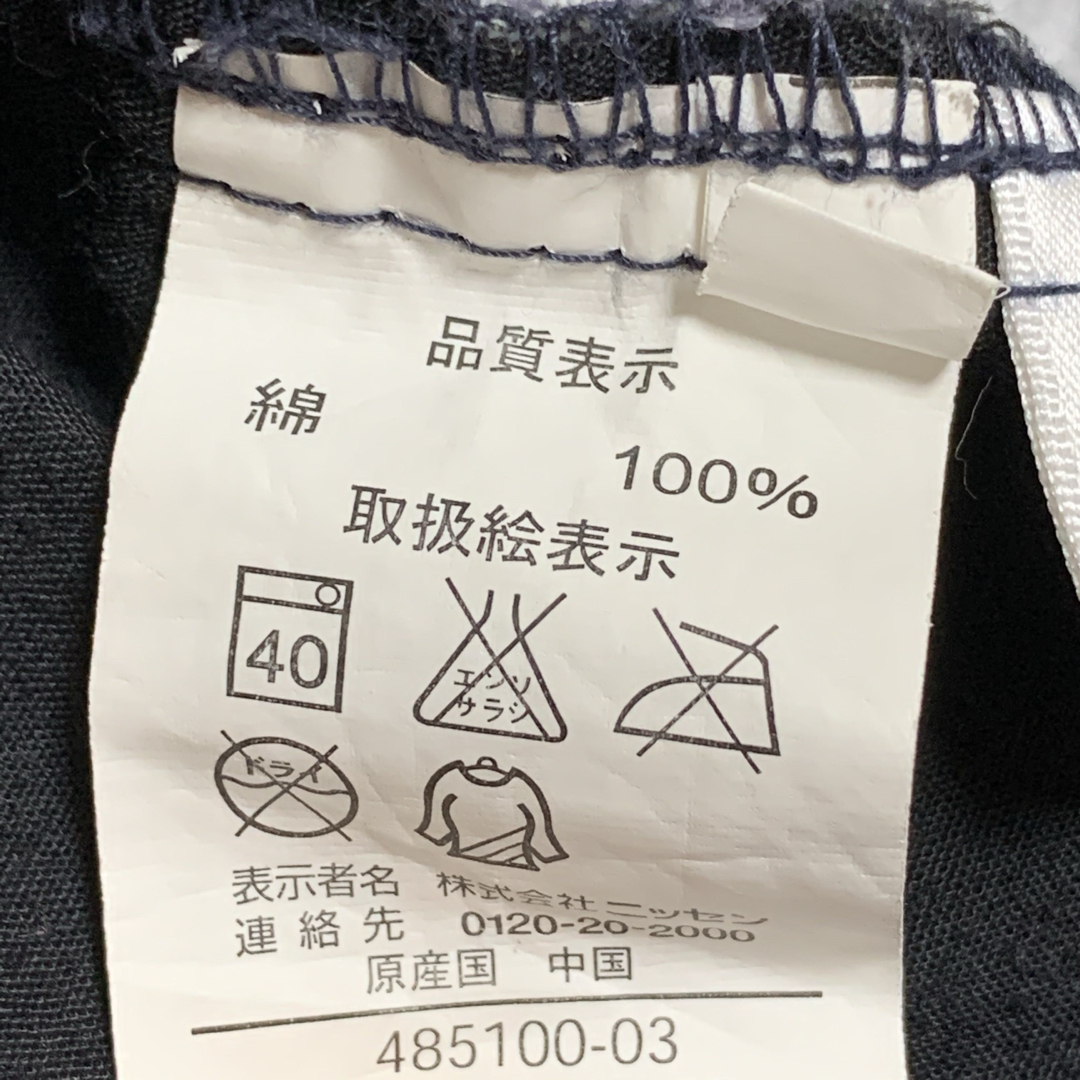 品質表示
綿 100%
取扱絵表示
40 エンソ サラシ
ドライ
表示者名 株式会社ニッセン
連絡先 0120-20-2000
原産国 中国
485100-03